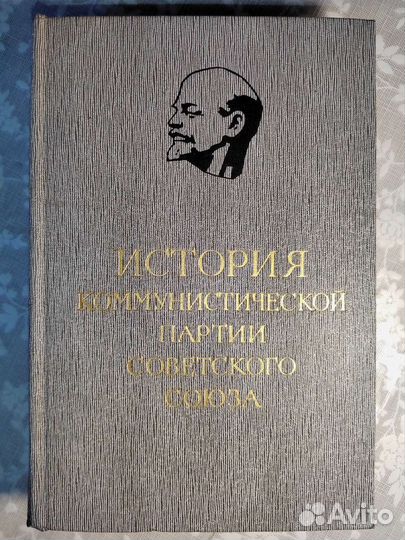 ИСТОРИЯ
КОММУНИСТИЧЕСКОЙ
ПАРТИИ
СОВЕТСКОГО
СОЮЗА
Avito